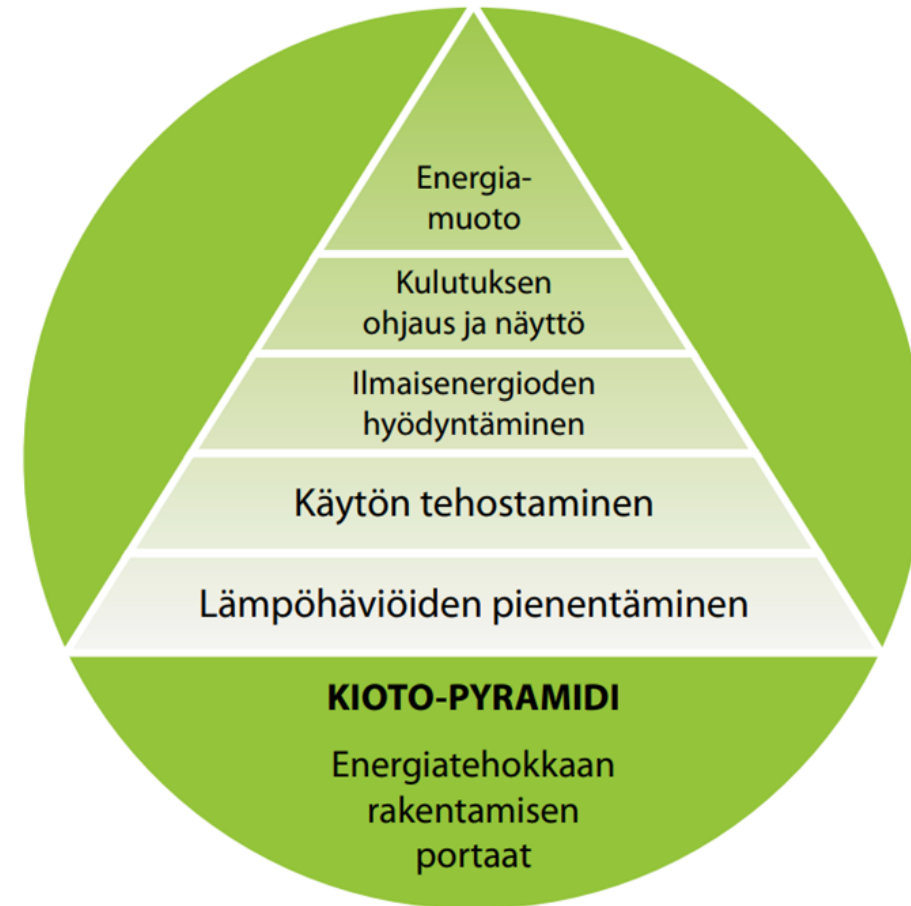 Energia-
muoto
Kulutuksen
ohjaus ja näyttö
Ilmaisenergioden
hyödyntäminen
Käytön tehostaminen
Lämpöhäviöiden pienentäminen
KIOTO-PYRAMIDI
Energiatehokkaan
rakentamisen
portaat